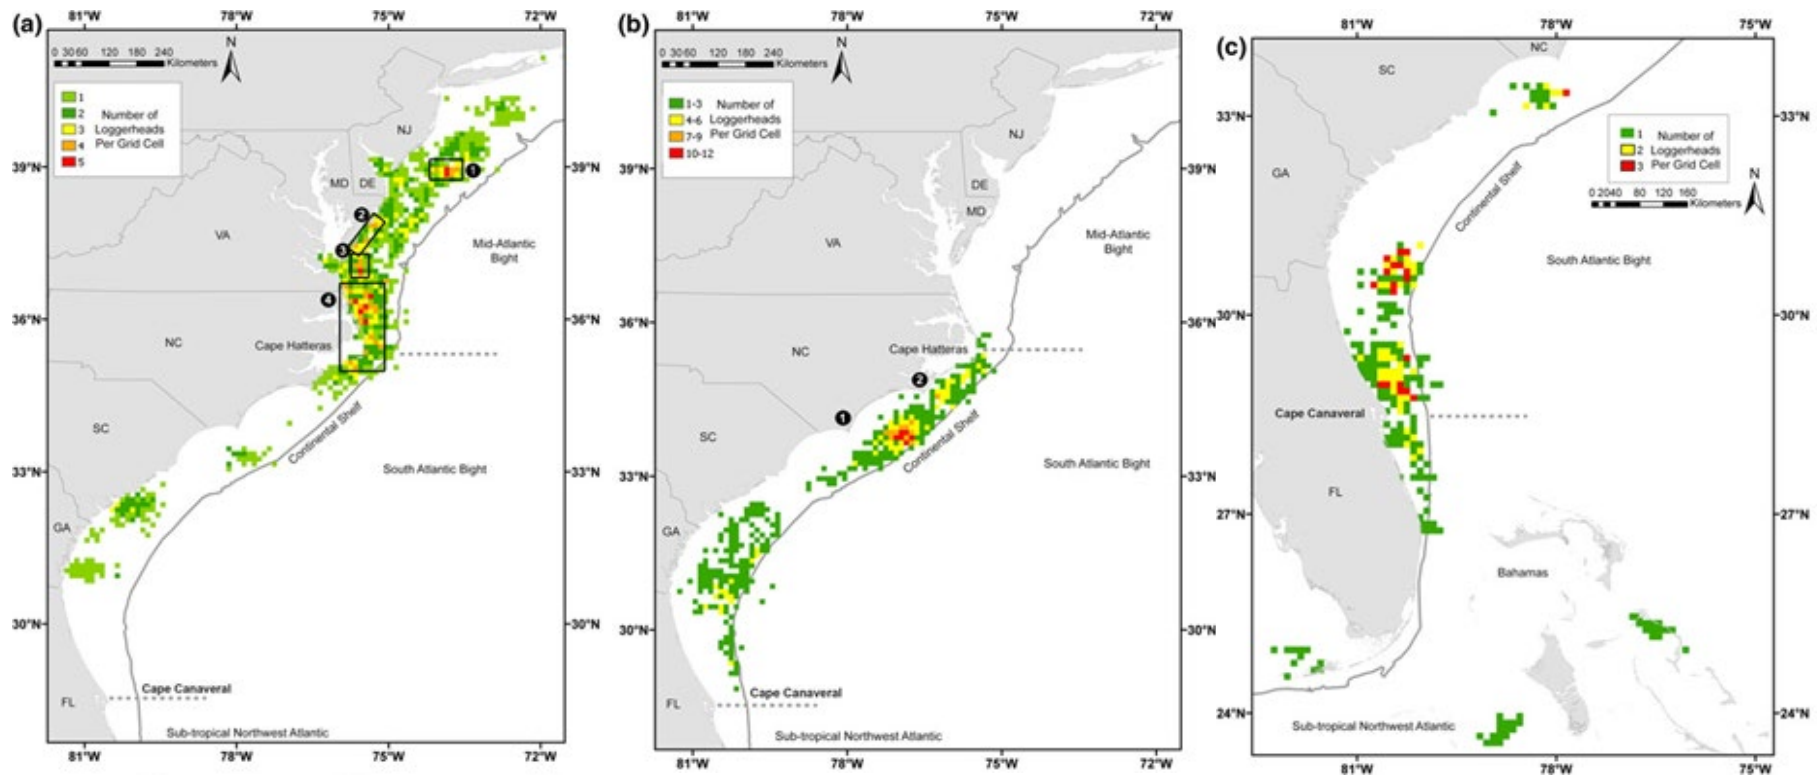 (a)
81°W 78°W 75°W 72°W
0 30 60 120 180 240
Kilometers
N
1
2 Number of
3 Loggerheads
4 Per Grid Cell
5
NJ
39°N 39°N
MD DE
1
2
3
VA
Mid-Atlantic
Bight
4
36°N 36°N
NC
Cape Hatteras
SC
Continental Shelf
South Atlantic Bight
33°N 33°N
GA
30°N 30°N
Cape Canaveral
FL
Sub-tropical Northwest Atlantic
81°W 78°W 75°W 72°W
(b)
81°W 78°W 75°W 72°W
0 30 60 120 180 240
Kilometers
N
1-3 Number of
4-6 Loggerheads
7-9 Per Grid Cell
10-12
NJ
39°N 39°N
DE
MD
VA
Mid-Atlantic
Bight
36°N 36°N
NC
Cape Hatteras
2
1
SC
Continental Shelf
South Atlantic Bight
33°N 33°N
GA
30°N 30°N
Cape Canaveral
FL
Sub-tropical Northwest Atlantic
81°W 78°W 75°W 72°W
(c)
81°W 78°W 75°W
NC
SC
33°N 33°N
1 Number of
2 Loggerheads
3 Per Grid Cell
GA
N
0 20 40 80 120 160
Kilometers
Continental Shelf
South Atlantic Bight
30°N 30°N
Cape Canaveral
FL
27°N 27°N
Bahamas
24°N 24°N
Sub-tropical Northwest Atlantic
81°W 78°W 75°W